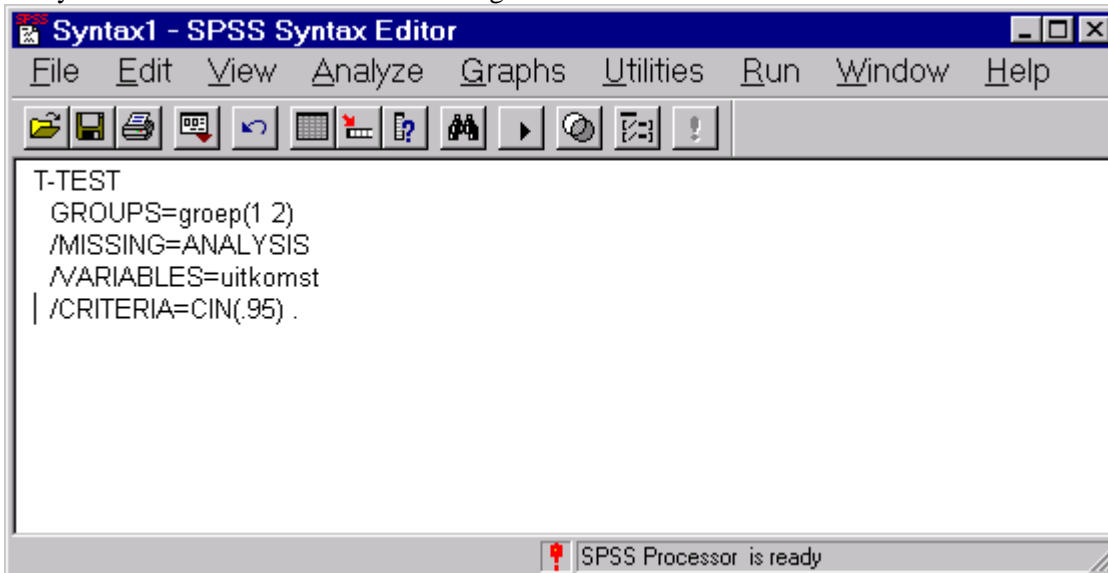 Syntax1 - SPSS Syntax Editor
File Edit View Analyze Graphs Utilities Run Window Help
T-TEST
GROUPS=groep(1 2)
/MISSING=ANALYSIS
/VARIABLES=uitkomst
/CRITERIA=CIN(.95) .
SPSS Processor is ready